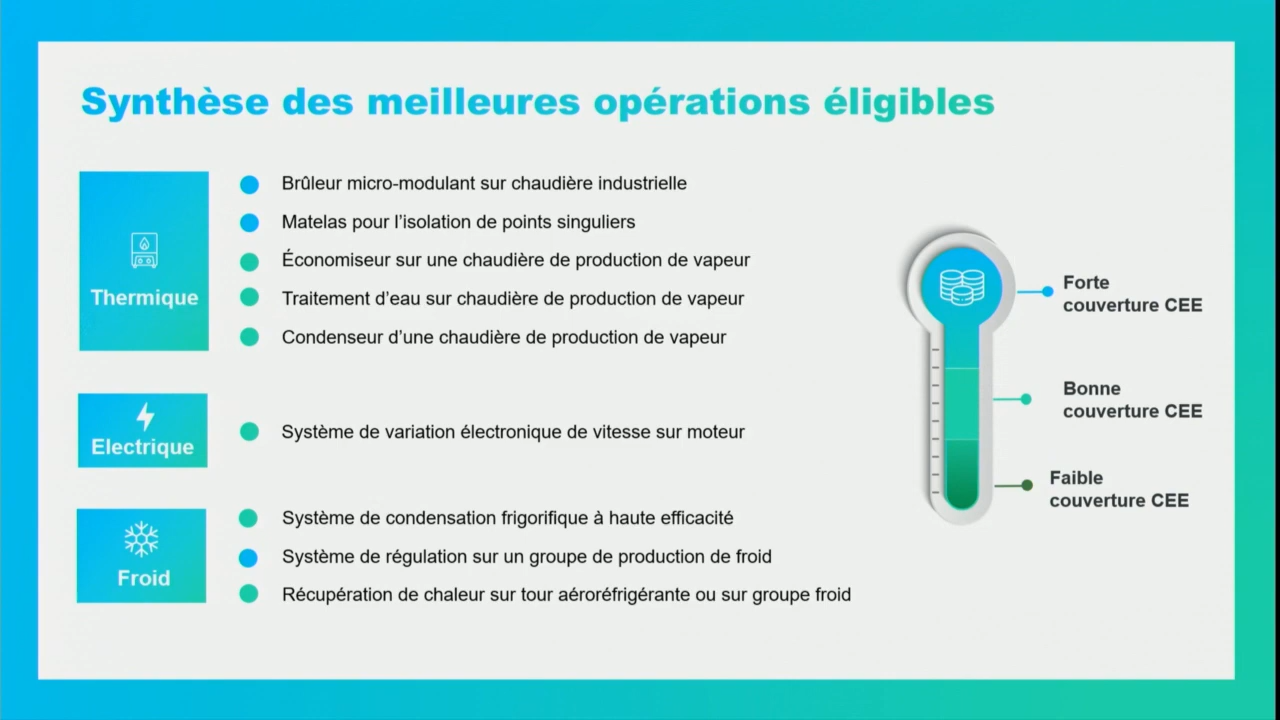 Synthèse des meilleures opérations éligibles
Thermique
Brûleur micro-modulant sur chaudière industrielle
Matelas pour l'isolation de points singuliers
Économiseur sur une chaudière de production de vapeur
Traitement d'eau sur chaudière de production de vapeur
Condenseur d'une chaudière de production de vapeur
Electrique
Système de variation électronique de vitesse sur moteur
Froid
Système de condensation frigorifique à haute efficacité
Système de régulation sur un groupe de production de froid
Récupération de chaleur sur tour aéroréfrigérante ou sur groupe froid
Forte
couverture CEE
Bonne
couverture CEE
Faible
couverture CEE